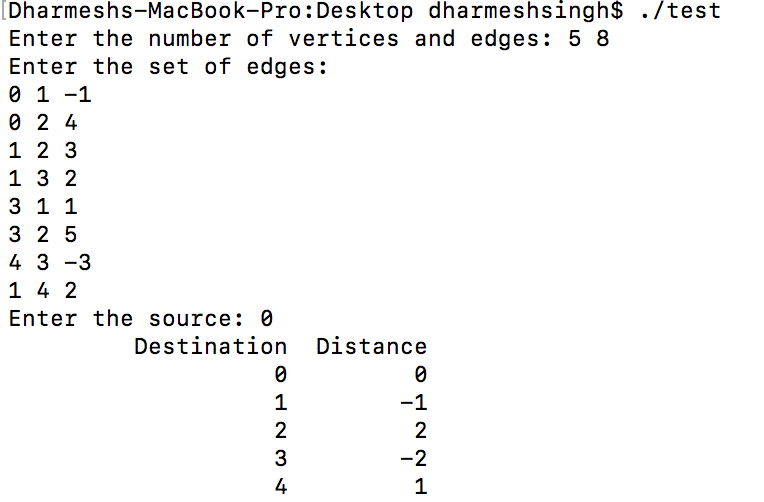 [Dharmeshs-MacBook-Pro:Desktop dharmeshsingh$ ./test
Enter the number of vertices and edges: 5 8
Enter the set of edges:
0 1 -1
0 2 4
1 2 3
1 3 2
3 1 1
3 2 5
4 3 -3
1 4 2
Enter the source: 0
Destination Distance
0 0
1 -1
2 2
3 -2
4 1